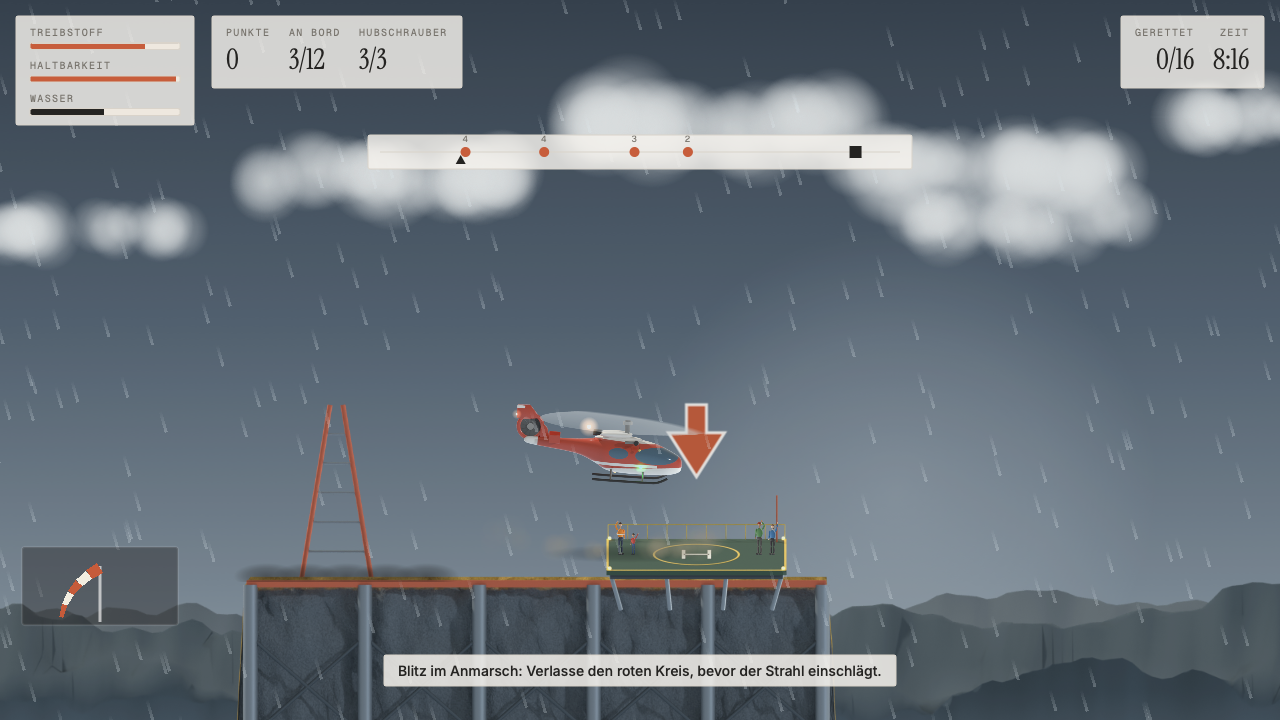 TREIBSTOFF
HALTBARKEIT
WASSER
PUNKTE AN BORD HUBSCHRAUBER
0 3/12 3/3
GERETTET ZEIT
0/16 8:16
4 4 3 2
Blitz im Anmarsch: Verlasse den roten Kreis, bevor der Strahl einschlägt.